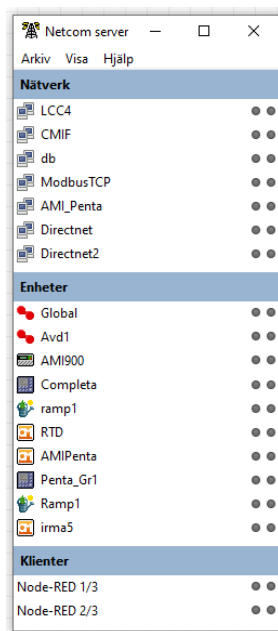 Netcom server
Arkiv Visa Hjälp
Nätverk
LCC4
CMIF
db
ModbusTCP
AMI_Penta
Directnet
Directnet2
Enheter
Global
Avd1
AMI900
Completa
ramp1
RTD
AMIPenta
Penta_Gr1
Ramp1
irma5
Klienter
Node-RED 1/3
Node-RED 2/3